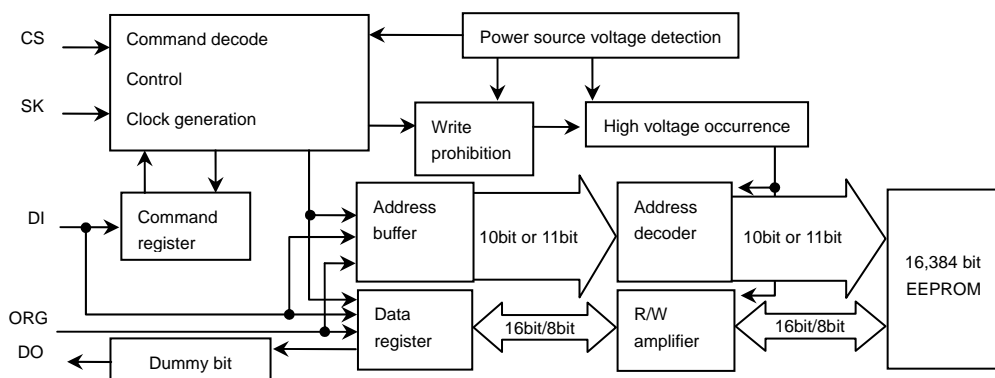 CS
Command decode
Power source voltage detection
Control
SK
Clock generation
Write
prohibition
High voltage occurrence
DI
Command
register
Address
buffer
10bit or 11bit
Address
decoder
10bit or 11bit
16,384 bit
EEPROM
ORG
Data
register
16bit/8bit
R/W
amplifier
16bit/8bit
DO
Dummy bit